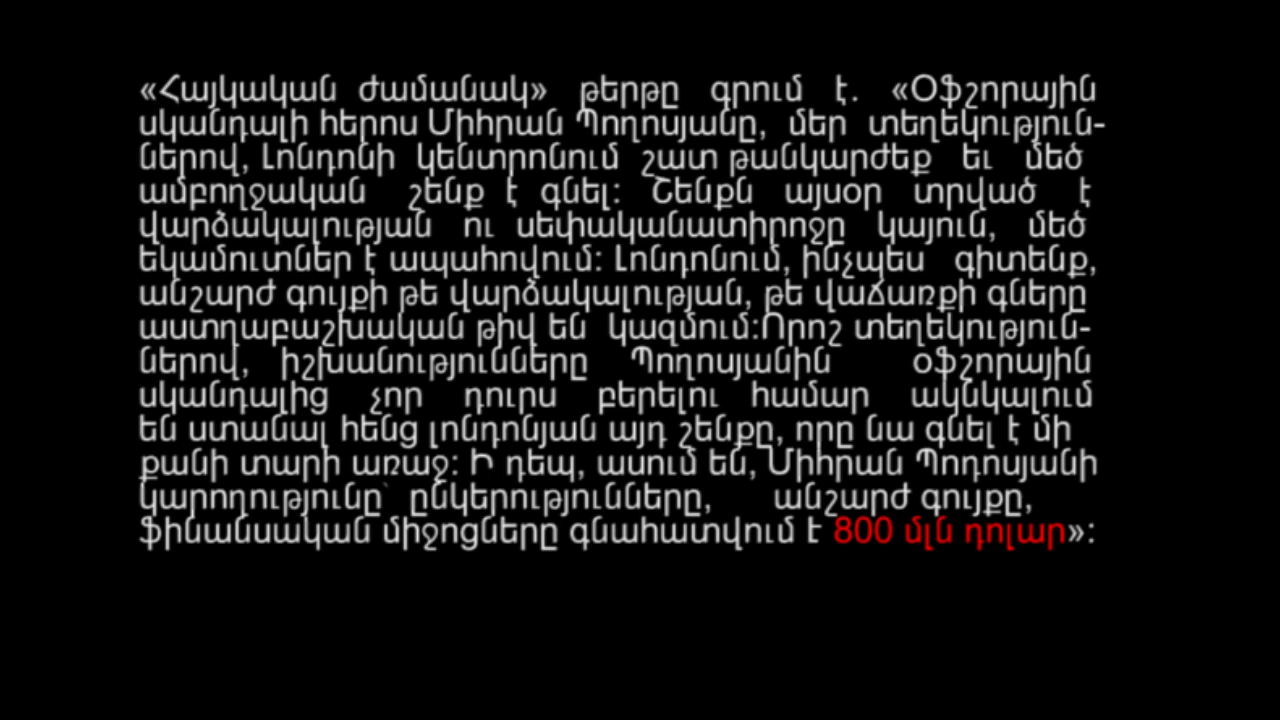 «Հայկական ժամանակ» թերթը գրում է. «Օֆշորային
սկանդալի հերոս Միհրան Պողոսյանը, մեր տեղեկություն-
ներով, Լոնդոնի կենտրոնում շատ թանկարժեք եւ մեծ
ամբողջական շենք է գնել: Շենքն այսօր տրված է
վարձակալության ու սեփականատիրոջը կայուն, մեծ
եկամուտներ է ապահովում: Լոնդոնում, ինչպես գիտենք,
անշարժ գույքի թե վարձակալության, թե վաճառքի գները
աստղաբաշխական թիվ են կազմում:Որոշ տեղեկություն-
ներով, իշխանությունները Պողոսյանին օֆշորային
սկանդալից չոր դուրս բերելու համար ակնկալում
են ստանալ հենց լոնդոնյան այդ շենքը, որը նա գնել է մի
քանի տարի առաջ: Ի դեպ, ասում են, Միհրան Պողոսյանի
կարողությունը՝ ընկերությունները, անշարժ գույքը,
ֆինանսական միջոցները գնահատվում է 800 մլն դոլար»: